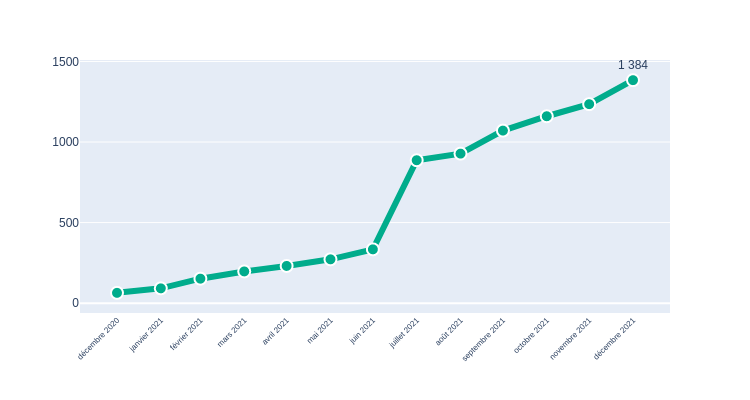 1500
1 384
1000
500
0
décembre 2020
janvier 2021
février 2021
mars 2021
avril 2021
mai 2021
juin 2021
juillet 2021
août 2021
septembre 2021
octobre 2021
novembre 2021
décembre 2021